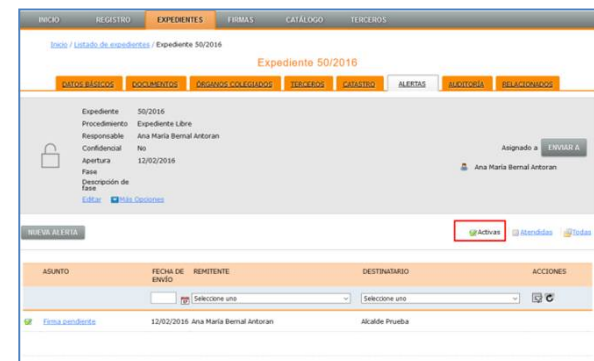 INICIO REGISTRO EXPEDIENTES FIRMAS CATÁLOGO TERCEROS
Inicio / Listado de expedientes / Expediente 50/2016
Expediente 50/2016
DATOS BÁSICOS DOCUMENTOS ÓRGANOS COLEGIADOS TERCEROS CATASTRO ALERTAS AUDITORÍA RELACIONADOS
Expediente 50/2016
Procedimiento Expediente Libre
Responsable Ana María Bernal Antoran
Confidencial No
Apertura 12/02/2016
Fase
Descripción de
fase
Editar Más Opciones
Asignado a ENVIAR A
Ana María Bernal Antoran
NUEVA ALERTA Activas Atendidas Todas
ASUNTO FECHA DE ENVÍO REMITENTE DESTINATARIO ACCIONES
Seleccione uno Seleccione uno
Firma pendiente 12/02/2016 Ana María Bernal Antoran Alcalde Prueba